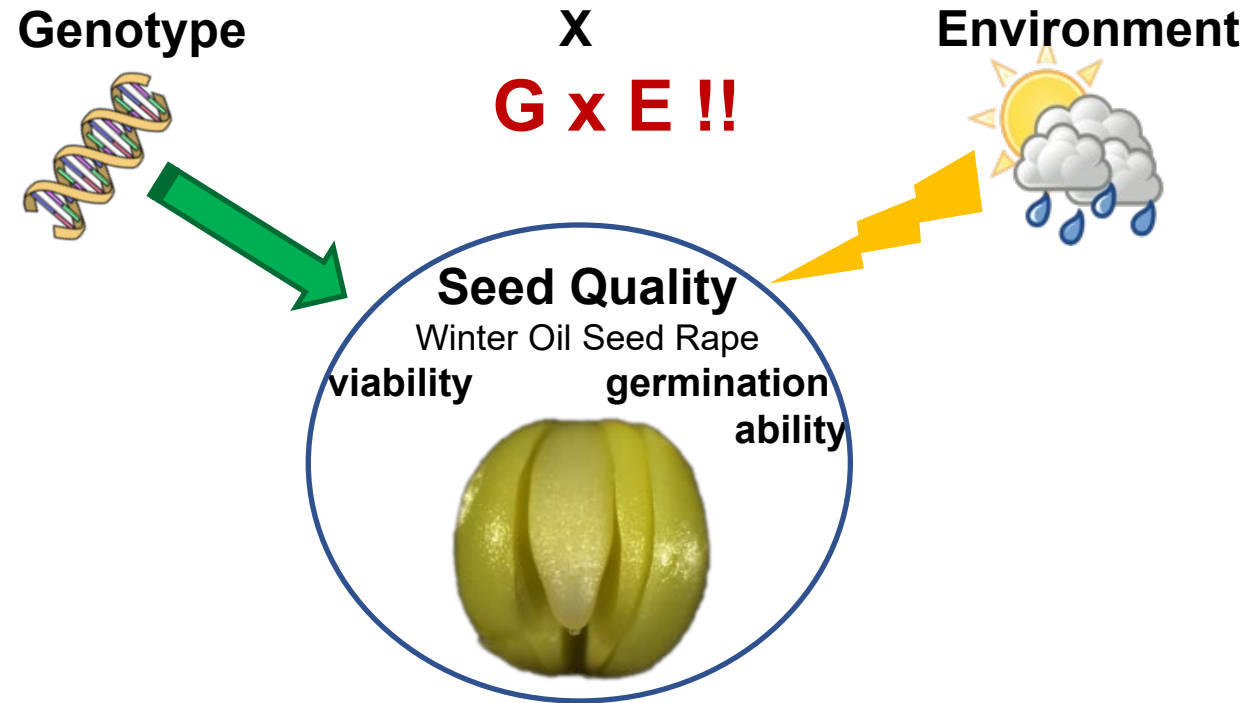 Genotype X Environment
G x E !!
Seed Quality
Winter Oil Seed Rape
viability germination
ability